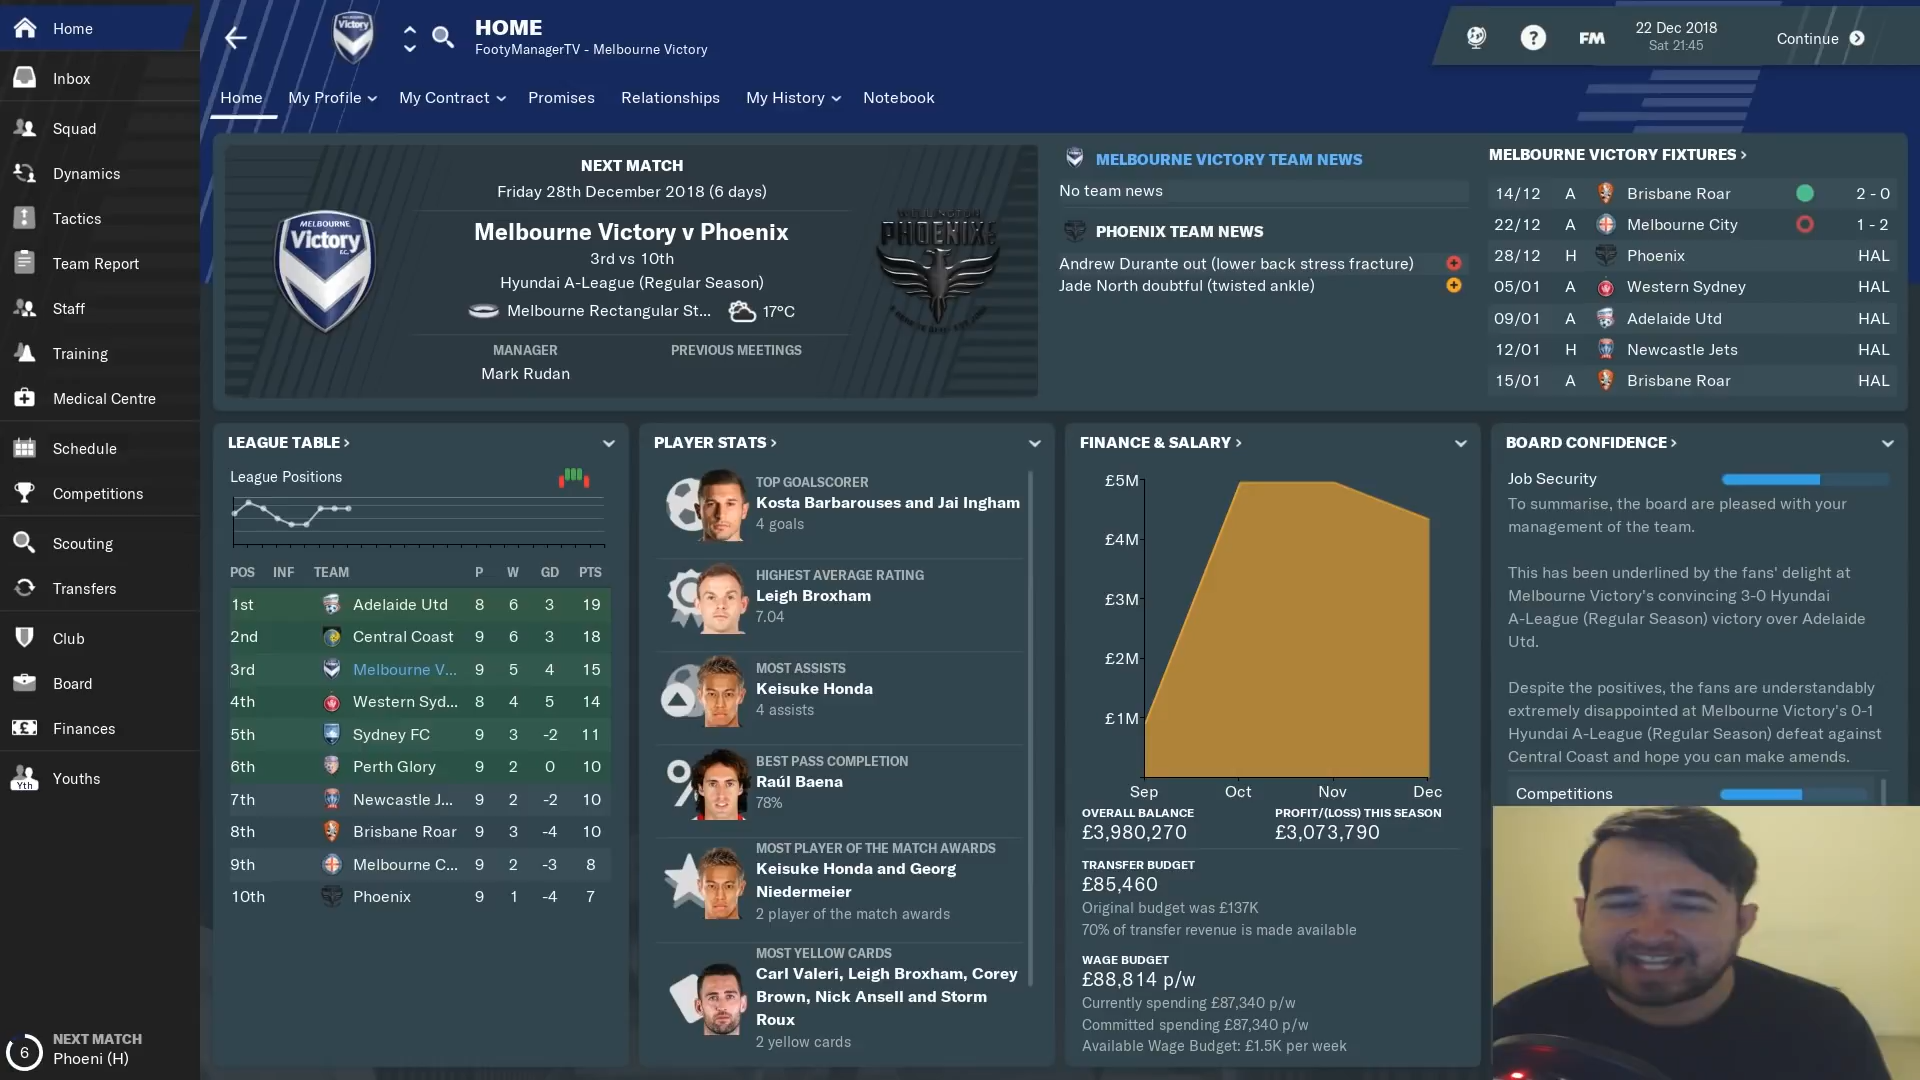 Home
Inbox
Squad
Dynamics
Tactics
Team Report
Staff
Training
Medical Centre
Schedule
Competitions
Scouting
Transfers
Club
Board
Finances
Yth
Youths
6
NEXT MATCH
Phoeni (H)
Victory
HOME
FootyManagerTV - Melbourne Victory
?
FM
22 Dec 2018
Sat 21:45
Continue
Home
My Profile
My Contract
Promises
Relationships
My History
Notebook
NEXT MATCH
Friday 28th December 2018 (6 days)
Melbourne Victory v Phoenix
3rd vs 10th
Hyundai A-League (Regular Season)
Melbourne Rectangular St... 17°C
MANAGER
Mark Rudan
PREVIOUS MEETINGS
MELBOURNE
Victory
F.C.
WELLINGTON
PHOENIX
MELBOURNE VICTORY TEAM NEWS
No team news
PHOENIX TEAM NEWS
Andrew Durante out (lower back stress fracture)
Jade North doubtful (twisted ankle)
MELBOURNE VICTORY FIXTURES >
14/12 A Brisbane Roar 2 - 0
22/12 A Melbourne City 1 - 2
28/12 H Phoenix HAL
05/01 A Western Sydney HAL
09/01 A Adelaide Utd HAL
12/01 H Newcastle Jets HAL
15/01 A Brisbane Roar HAL
LEAGUE TABLE >
League Positions
POS INF TEAM P W GD PTS
1st Adelaide Utd 8 6 3 19
2nd Central Coast 9 6 3 18
3rd Melbourne V... 9 5 4 15
4th Western Syd... 8 4 5 14
5th Sydney FC 9 3 -2 11
6th Perth Glory 9 2 0 10
7th Newcastle J... 9 2 -2 10
8th Brisbane Roar 9 3 -4 10
9th Melbourne C... 9 2 -3 8
10th Phoenix 9 1 -4 7
PLAYER STATS >
TOP GOALSCORER
Kosta Barbarouses and Jai Ingham
4 goals
HIGHEST AVERAGE RATING
Leigh Broxham
7.04
MOST ASSISTS
Keisuke Honda
4 assists
BEST PASS COMPLETION
Raúl Baena
78%
MOST PLAYER OF THE MATCH AWARDS
Keisuke Honda and Georg
Niedermeier
2 player of the match awards
MOST YELLOW CARDS
Carl Valeri, Leigh Broxham, Corey
Brown, Nick Ansell and Storm
Roux
2 yellow cards
FINANCE & SALARY >
£5M
£4M
£3M
£2M
£1M
Sep Oct Nov Dec
OVERALL BALANCE
£3,980,270
PROFIT/(LOSS) THIS SEASON
£3,073,790
TRANSFER BUDGET
£85,460
Original budget was £137K
70% of transfer revenue is made available
WAGE BUDGET
£88,814 p/w
Currently spending £87,340 p/w
Committed spending £87,340 p/w
Available Wage Budget: £1.5K per week
BOARD CONFIDENCE >
Job Security
To summarise, the board are pleased with your
management of the team.
This has been underlined by the fans' delight at
Melbourne Victory's convincing 3-0 Hyundai
A-League (Regular Season) victory over Adelaide
Utd.
Despite the positives, the fans are understandably
extremely disappointed at Melbourne Victory's 0-1
Hyundai A-League (Regular Season) defeat against
Central Coast and hope you can make amends.
Competitions